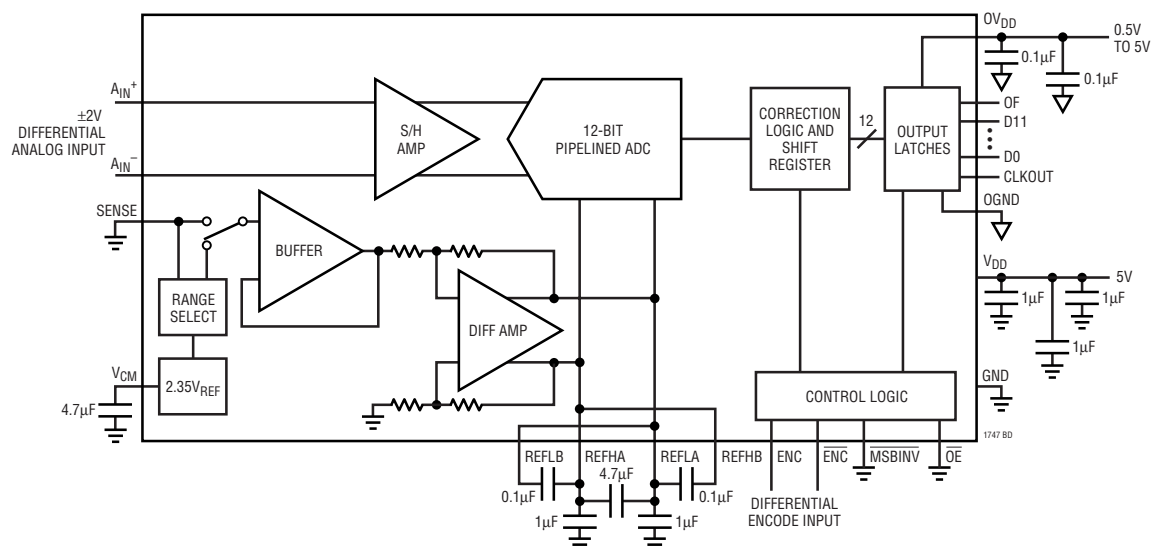 OVDD
0.5V
TO 5V
0.1µF
0.1µF
AIN+
±2V
DIFFERENTIAL
ANALOG INPUT
AIN−
S/H
AMP
12-BIT
PIPELINED ADC
CORRECTION
LOGIC AND
SHIFT
REGISTER
12
OUTPUT
LATCHES
OF
D11
D0
CLKOUT
OGND
SENSE
BUFFER
RANGE
SELECT
DIFF AMP
VDD
5V
1µF
1µF
1µF
VCM
2.35VREF
4.7µF
CONTROL LOGIC
GND
1747 BD
REFLB
REFHA
REFLA
REFHB
ENC
E̅N̅C̅
M̅S̅B̅I̅N̅V̅
O̅E̅
4.7µF
0.1µF
0.1µF
1µF
1µF
DIFFERENTIAL
ENCODE INPUT